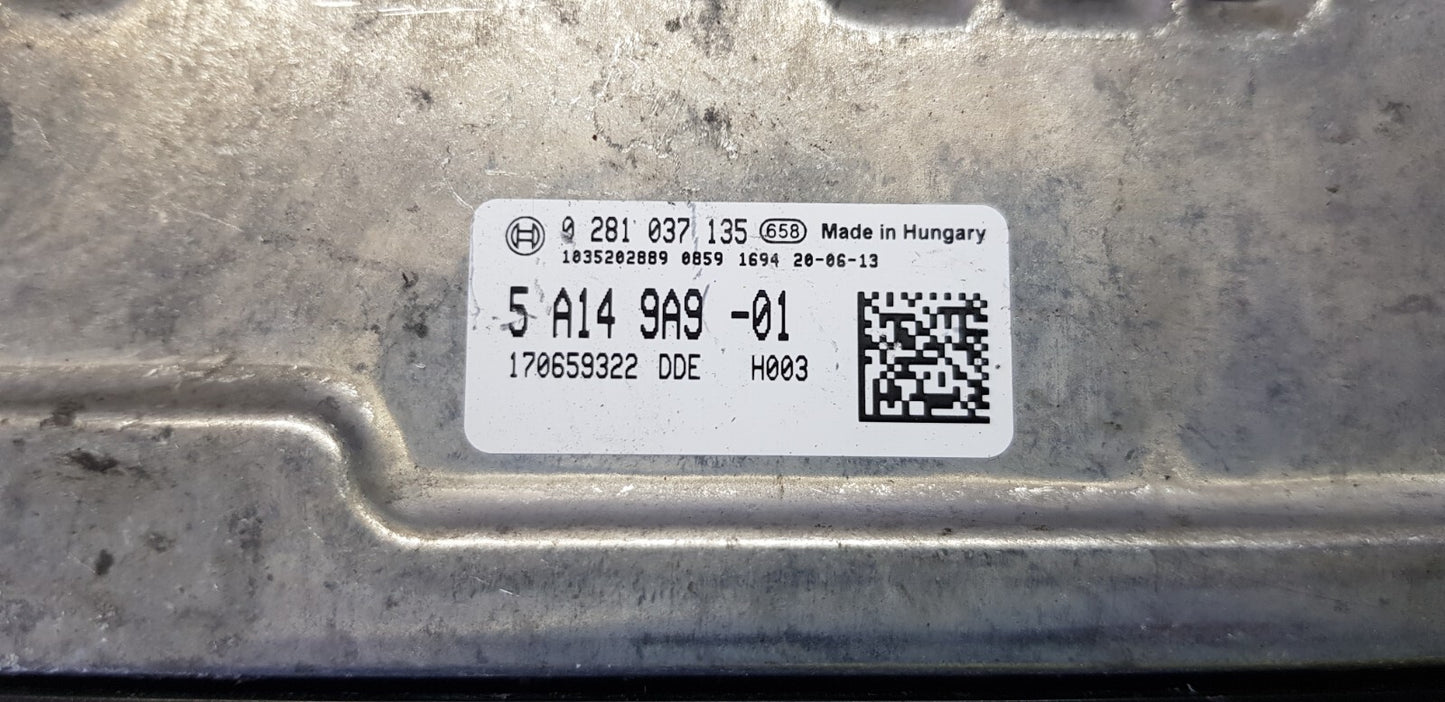 0 281 037 135 658 Made in Hungary
1035202889 0859 1694 20-06-13
5 A14 9A9 -01
170659322 DDE H003